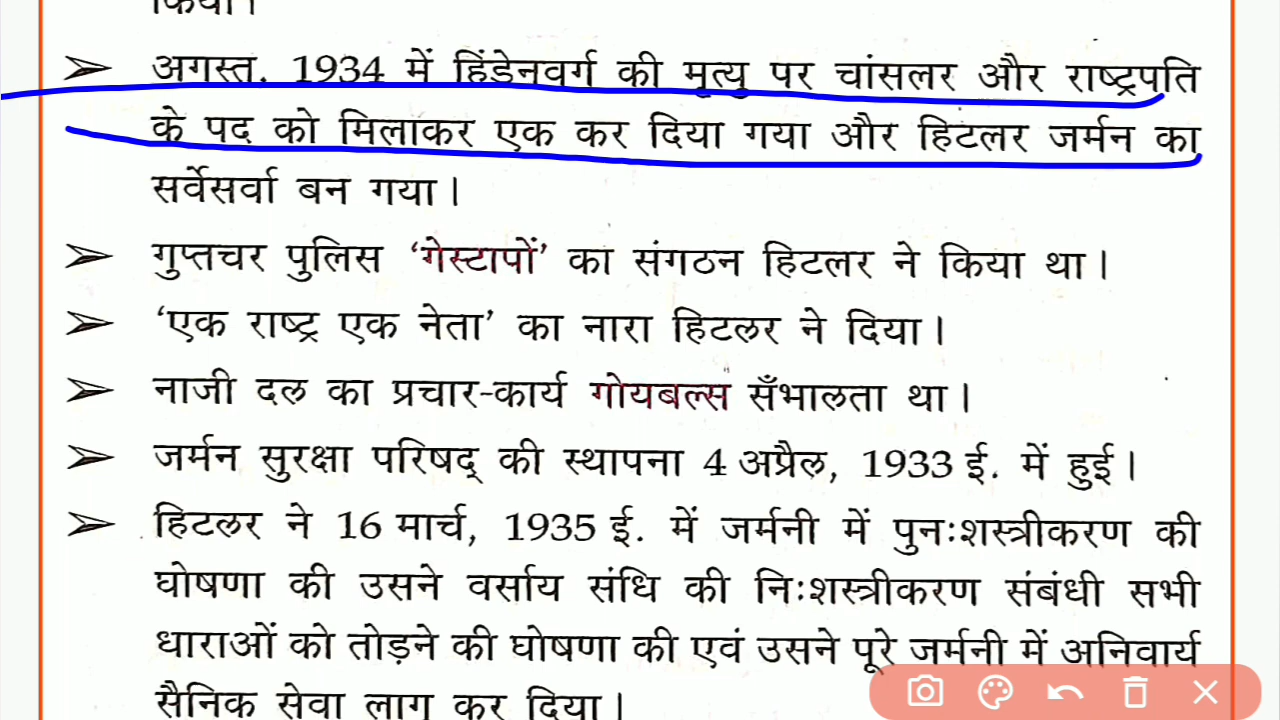 किया।
➢ अगस्त. 1934 में हिंडेनवर्ग की मृत्यु पर चांसलर और राष्ट्रपति
के पद को मिलाकर एक कर दिया गया और हिटलर जर्मन का
सर्वेसर्वा बन गया।
➢ गुप्तचर पुलिस ‘गेस्टापों’ का संगठन हिटलर ने किया था।
➢ ‘एक राष्ट्र एक नेता’ का नारा हिटलर ने दिया।
➢ नाजी दल का प्रचार-कार्य गोयबल्स सँभालता था।
➢ जर्मन सुरक्षा परिषद् की स्थापना 4 अप्रैल, 1933 ई. में हुई।
➢ हिटलर ने 16 मार्च, 1935 ई. में जर्मनी में पुनःशस्त्रीकरण की
घोषणा की उसने वर्साय संधि की निःशस्त्रीकरण संबंधी सभी
धाराओं को तोड़ने की घोषणा की एवं उसने पूरे जर्मनी में अनिवार्य
सैनिक सेवा लागू कर दिया।